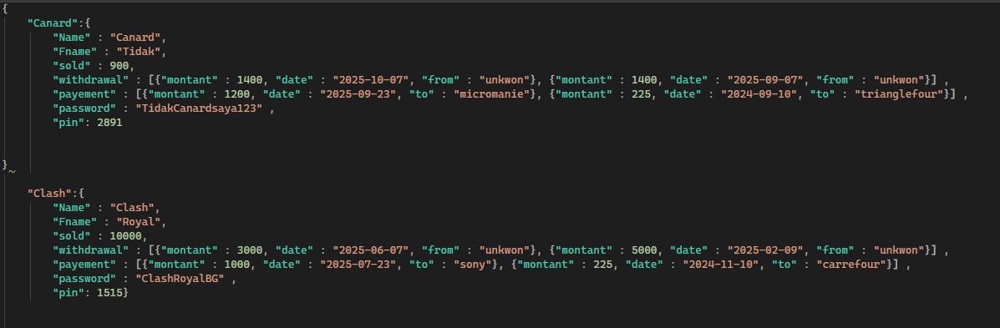 {
"Canard":{
"Name" : "Canard",
"Fname" : "Tidak",
"sold" : 900,
"withdrawal" : [{"montant" : 1400, "date" : "2025-10-07", "from" : "unkwon"}, {"montant" : 1400, "date" : "2025-09-07", "from" : "unkwon"}] ,
"payement" : [{"montant" : 1200, "date" : "2025-09-23", "to" : "micromanie"}, {"montant" : 225, "date" : "2024-09-10", "to" : "trianglefour"}] ,
"password" : "TidakCanardsaya123" ,
"pin": 2891
}
"Clash":{
"Name" : "Clash",
"Fname" : "Royal",
"sold" : 10000,
"withdrawal" : [{"montant" : 3000, "date" : "2025-06-07", "from" : "unkwon"}, {"montant" : 5000, "date" : "2025-02-09", "from" : "unkwon"}] ,
"payement" : [{"montant" : 1000, "date" : "2025-07-23", "to" : "sony"}, {"montant" : 225, "date" : "2024-11-10", "to" : "carrefour"}] ,
"password" : "ClashRoyalBG" ,
"pin": 1515}